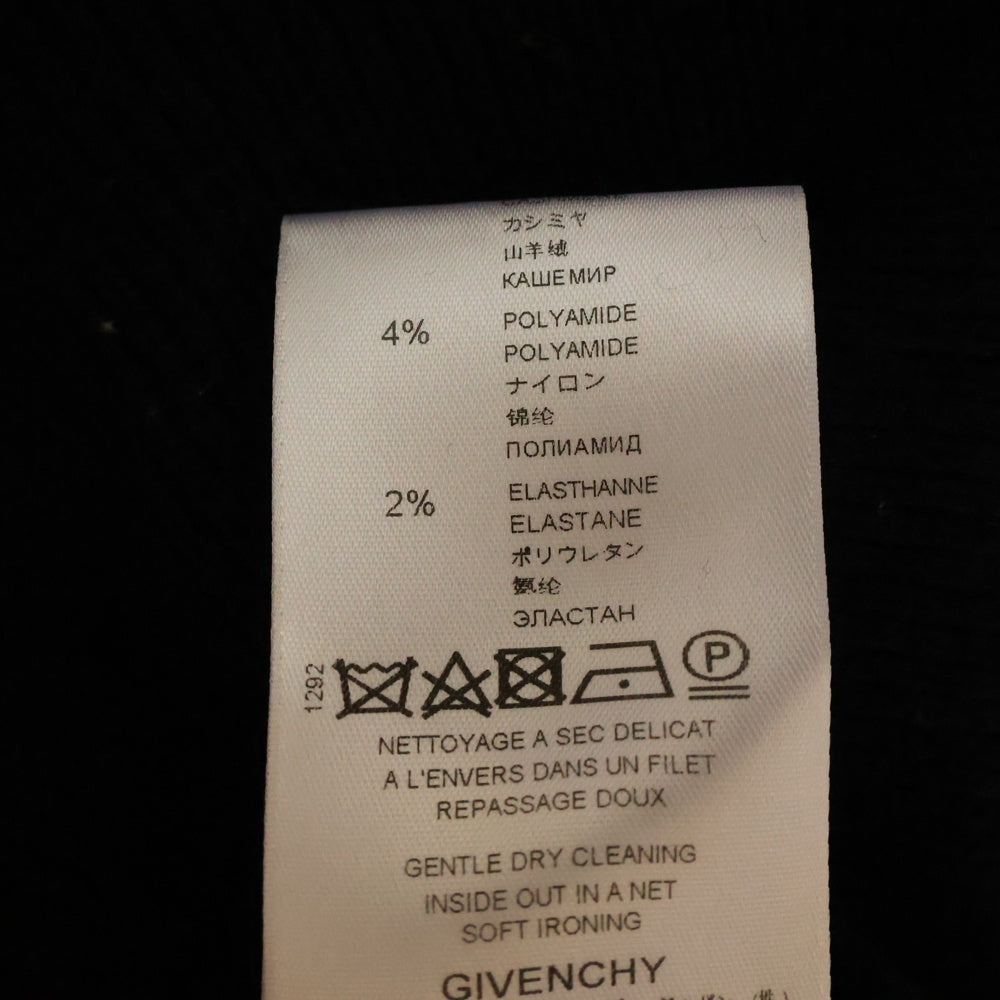 カシミヤ
山羊绒
КАШЕМИР
4% POLYAMIDE
POLYAMIDE
ナイロン
锦纶
ПОЛИАМИД
2% ELASTHANNE
ELASTANE
ポリウレタン
氨纶
ЭЛАСТАН
1292
P
NETTOYAGE A SEC DELICAT
A L'ENVERS DANS UN FILET
REPASSAGE DOUX
GENTLE DRY CLEANING
INSIDE OUT IN A NET
SOFT IRONING
GIVENCHY